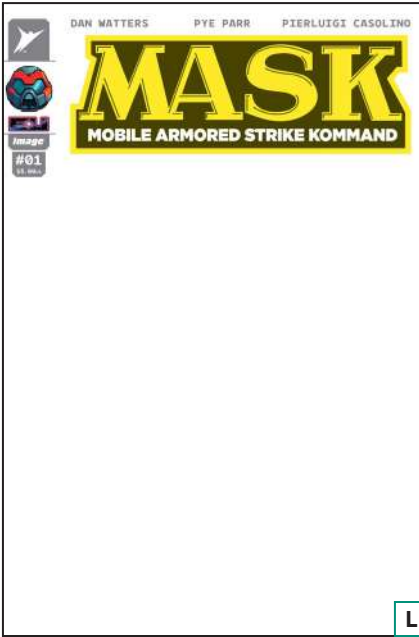 DAN WATTERS PYE PARR PIERLUIGI CASOLINO
MASK
MOBILE ARMORED STRIKE KOMMAND
image
#01
L